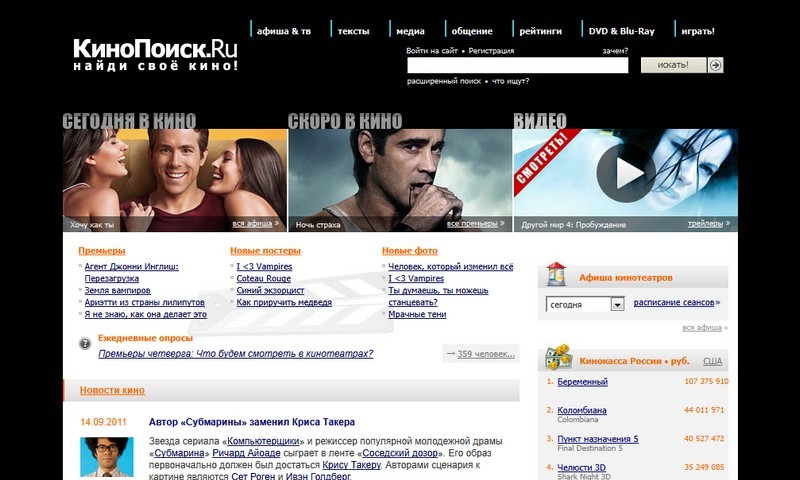 афиша & тв
тексты
медиа
общение
рейтинги
DVD & Blu-Ray
играть!
КиноПоиск.Ru
найди своё кино!
Войти на сайт • Регистрация
зачем?
искать!
расширенный поиск • что ищут?
СЕГОДНЯ В КИНО
СКОРО В КИНО
ВИДЕО
СМОТРЕТЬ!
Хочу как ты
вся афиша »
Ночь страха
все премьеры »
Другой мир 4: Пробуждение
трейлеры »
Премьеры
Агент Джонни Инглиш:
Перезагрузка
Земля вампиров
Ариэтти из страны лилипутов
Я не знаю, как она делает это
Новые постеры
I <3 Vampires
Coteau Rouge
Синий экзорцист
Как приручить медведя
Новые фото
Человек, который изменил всё
I <3 Vampires
Ты думаешь, ты можешь
станцевать?
Мрачные тени
Ежедневные опросы
Премьеры четверга: Что будем смотреть в кинотеатрах?
→ 359 человек...
Новости кино
14.09.2011
Автор «Субмарины» заменил Криса Такера
Звезда сериала «Компьютерщики» и режиссер популярной молодежной драмы
«Субмарина» Ричард Айоаде сыграет в ленте «Соседский дозор». Его образ
первоначально должен был достаться Крису Такеру. Авторами сценария к
картине являются Сет Роген и Ивэн Голдберг.
Афиша кинотеатров
сегодня
расписание сеансов»
вся афиша »
Кинокасса России • руб.
США
1. Беременный 107 375 910
2. Коломбиана 44 011 971
Colombiana
3. Пункт назначения 5 40 527 472
Final Destination 5
4. Челюсти 3D 35 249 085
Shark Night 3D